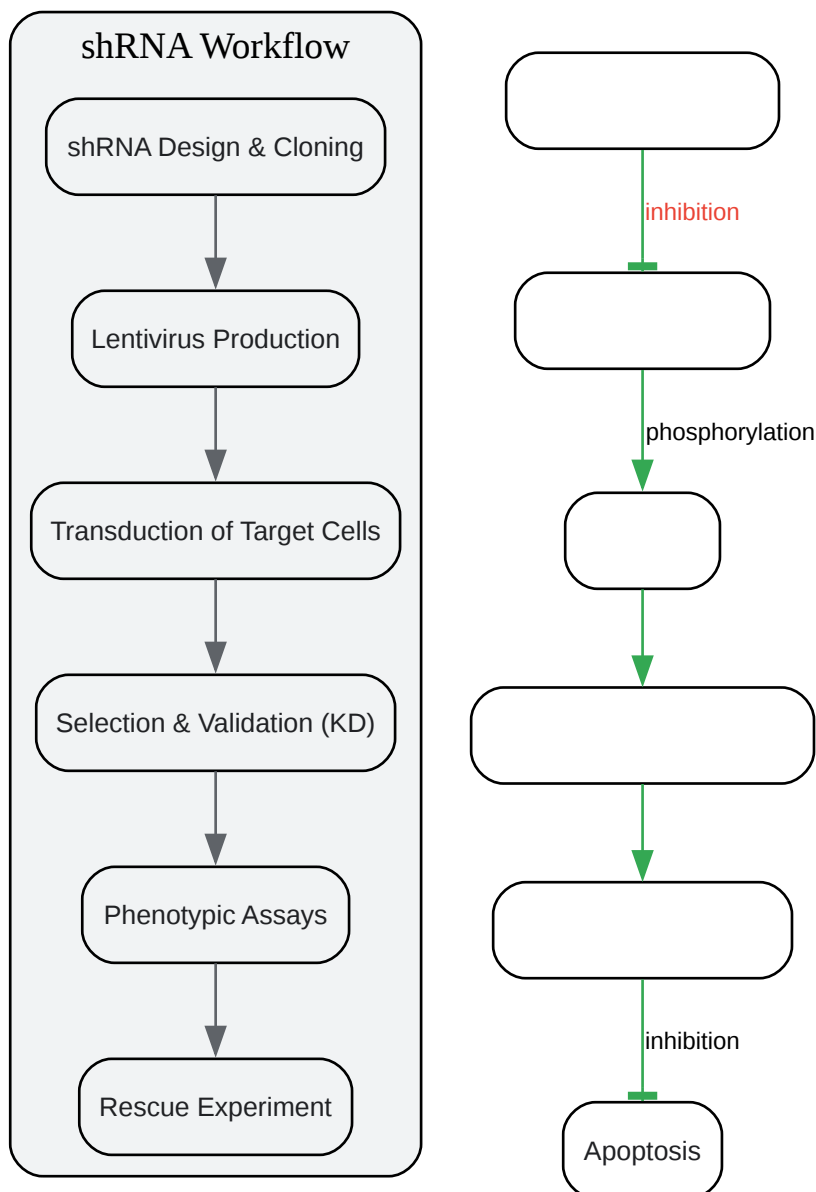 shRNA Workflow
shRNA Design & Cloning
Lentivirus Production
Transduction of Target Cells
Selection & Validation (KD)
Phenotypic Assays
Rescue Experiment
inhibition
phosphorylation
inhibition
Apoptosis